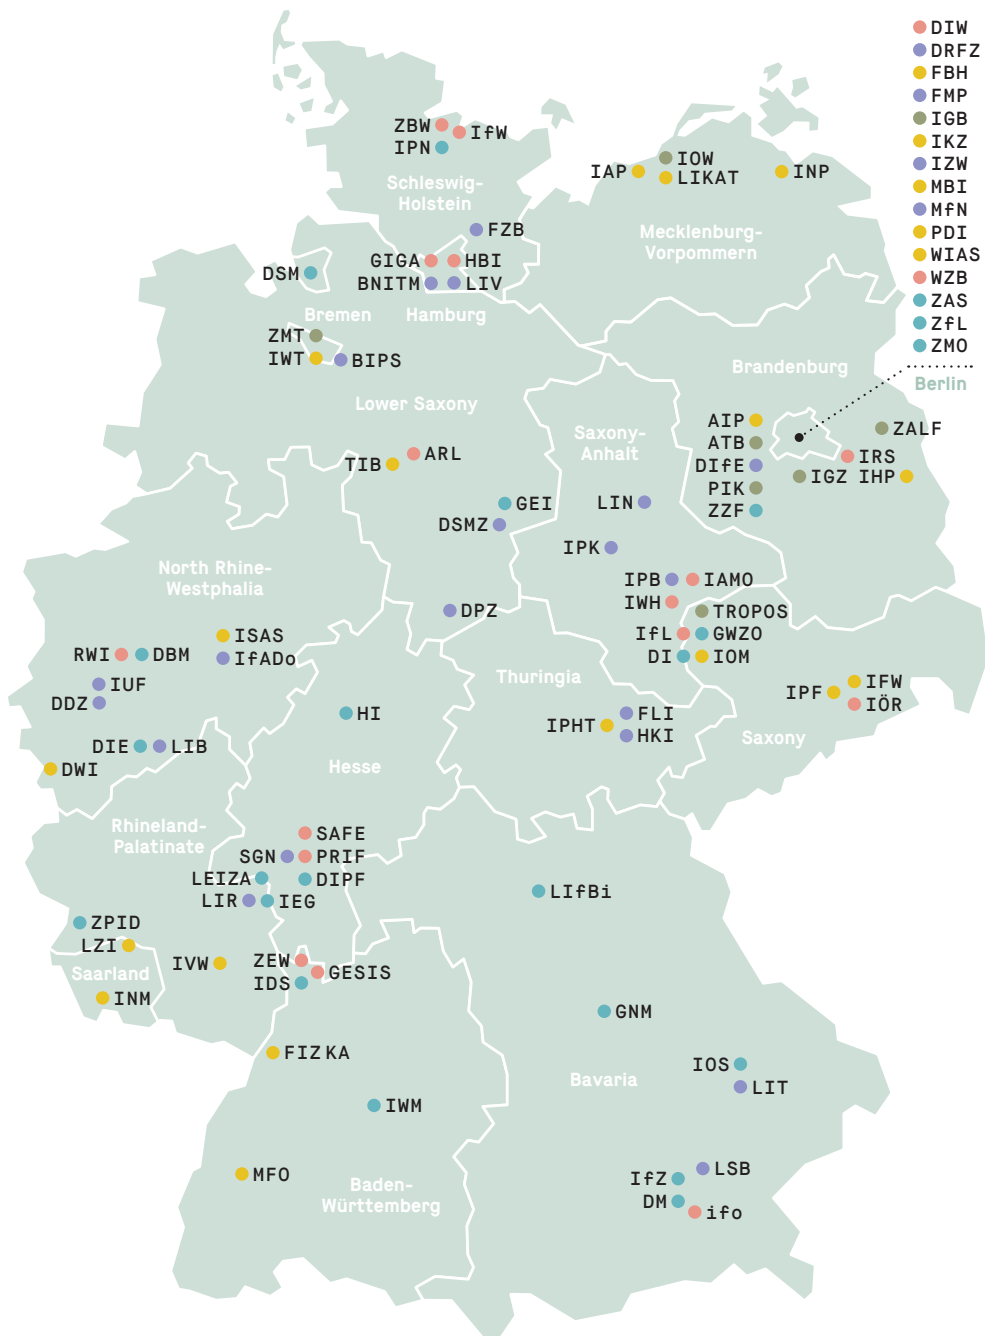 DIW
DRFZ
FBH
FMP
IGB
IKZ
IZW
MBI
MfN
PDI
WIAS
WZB
ZAS
ZfL
ZMO
Berlin
ZBW
IfW
IPN
Schleswig-
Holstein
IOW
IAP
LIKAT
INP
FZB
Mecklenburg-
Vorpommern
GIGA
HBI
DSM
BNITM
LIV
Bremen
Hamburg
ZMT
IWT
BIPS
Brandenburg
Lower Saxony
AIP
ZALF
Saxony-
Anhalt
ATB
ARL
IRS
TIB
DIfE
IGZ
IHP
PIK
GEI
LIN
ZZF
DSMZ
IPK
North Rhine-
Westphalia
IPB
IAMO
IWH
DPZ
TROPOS
ISAS
IfL
GWZO
RWI
DBM
IfADo
DI
IOM
Thuringia
IUF
IFW
IPF
DDZ
IÖR
HI
FLI
IPHT
HKI
Saxony
DIE
LIB
DWI
Hesse
Rhineland-
Palatinate
SAFE
SGN
PRIF
LEIZA
DIPF
LIfBi
LIR
IEG
ZPID
LZI
IVW
ZEW
GESIS
Saarland
IDS
INM
GNM
FIZ KA
IOS
Bavaria
LIT
IWM
LSB
MFO
IfZ
Baden-
Württemberg
DM
ifo